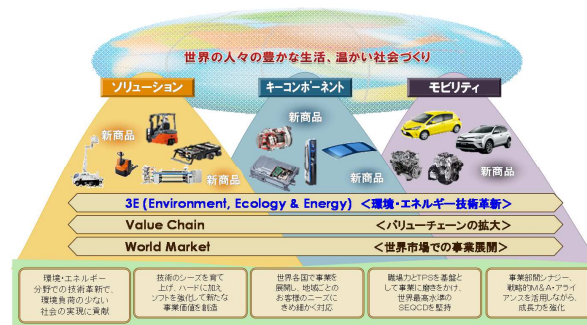 世界の人々の豊かな生活、温かい社会づくり
ソリューション
キーコンポーネント
モビリティ
新商品
新商品
新商品
新商品
新商品
3E (Environment, Ecology & Energy) <環境・エネルギー技術革新>
Value Chain <バリューチェーンの拡大>
World Market <世界市場での事業展開>
環境・エネルギー
分野での技術革新で、
環境負荷の少ない
社会の実現に貢献
技術のシーズを育て
上げ、ハードに加え
ソフトを強化して新たな
事業価値を創造
世界各国で事業を
展開し、地域ごとの
お客様のニーズに
きめ細かく対応
職場力とTPSを基盤と
して事業に磨きをかけ、
世界最高水準の
SEQCDを堅持
事業部間シナジー、
戦略的M&A・アライ
アンスを活用しながら、
成長力を強化